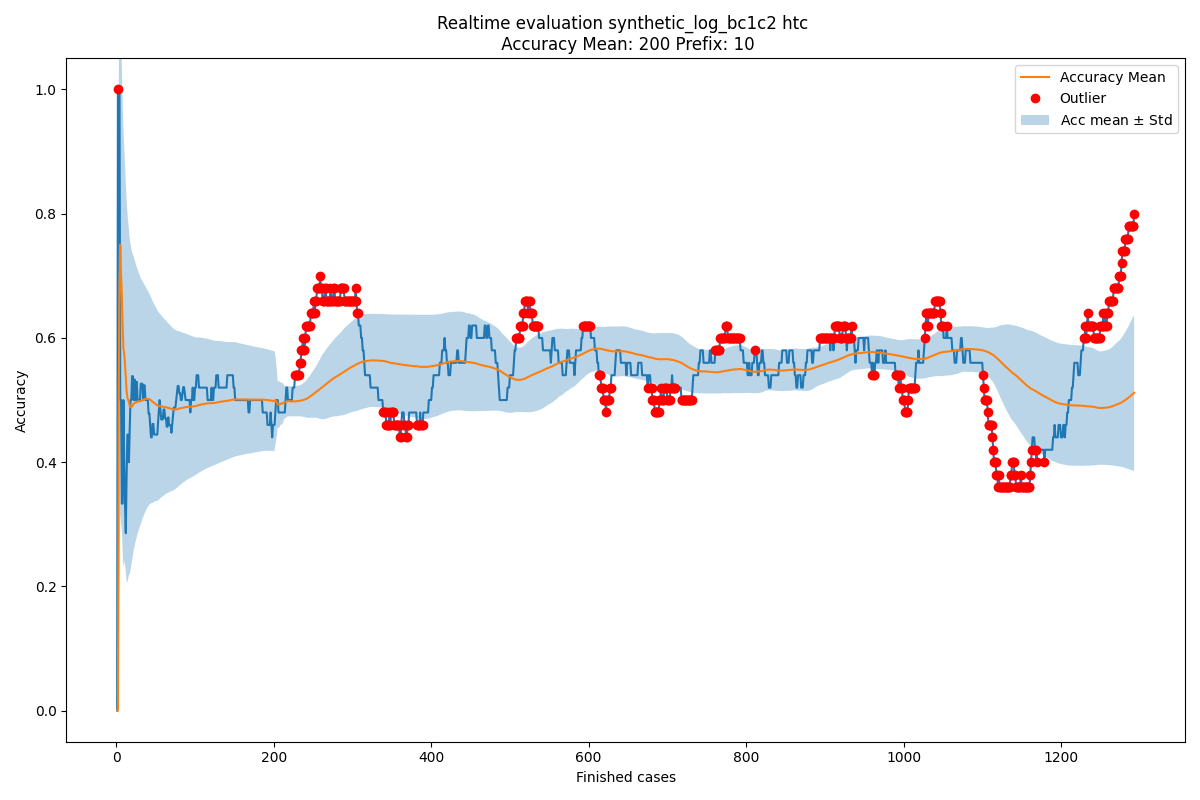 Realtime evaluation synthetic_log_bc1c2 htc
Accuracy Mean: 200 Prefix: 10
Accuracy Mean
Outlier
Acc mean ± Std
1.0
0.8
0.6
0.4
0.2
0.0
Accuracy
0
200
400
600
800
1000
1200
Finished cases